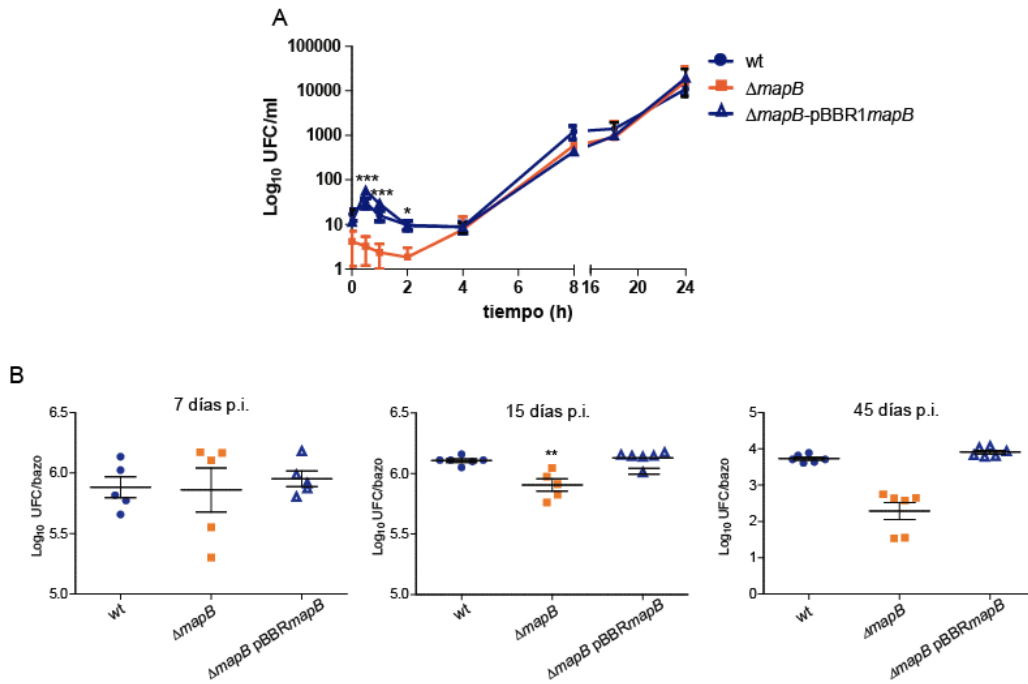 A
Log10 UFC/ml
100000
10000
1000
100
10
1
***
***
*
0
2
4
6
8
16
20
24
tiempo (h)
wt
ΔmapB
ΔmapB-pBBR1mapB
B
7 días p.i.
Log10 UFC/bazo
6.5
6.0
5.5
5.0
wt
ΔmapB
ΔmapB pBBRmapB
15 días p.i.
Log10 UFC/bazo
6.5
6.0
5.5
5.0
**
wt
ΔmapB
ΔmapB pBBRmapB
45 días p.i.
Log10 UFC/bazo
5
4
3
2
1
0
wt
ΔmapB
ΔmapB pBBRmapB